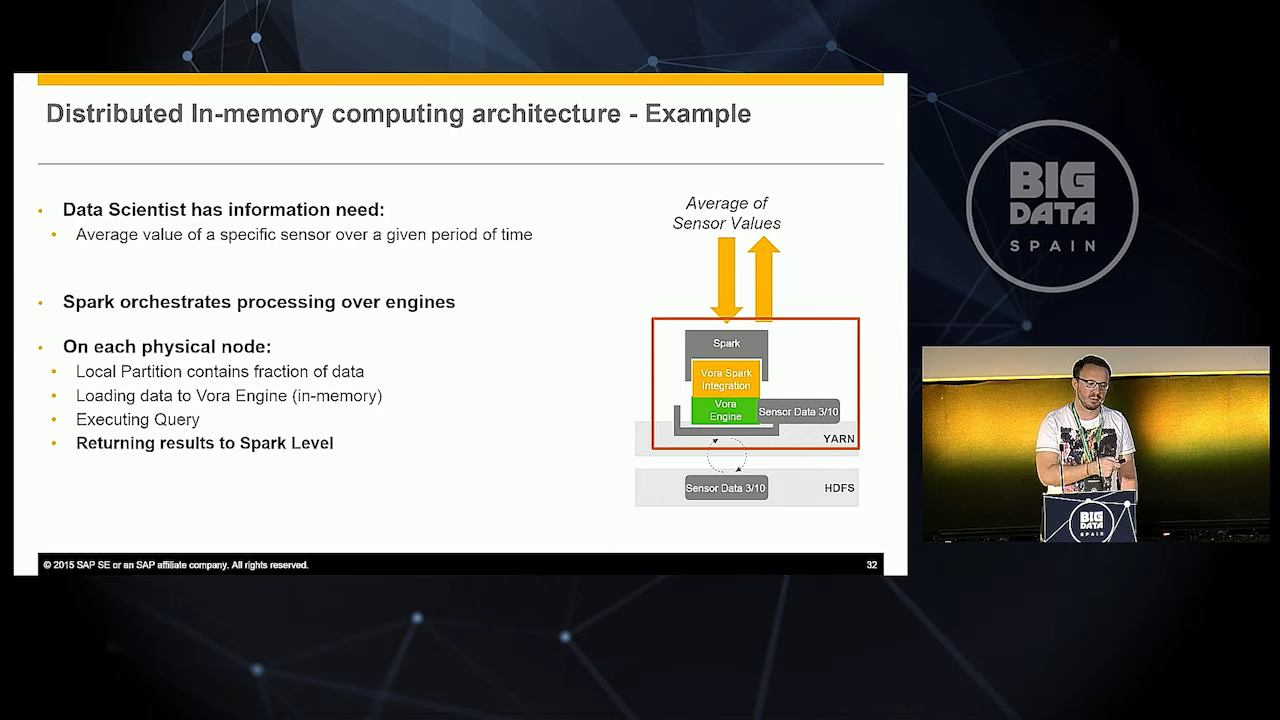 Distributed In-memory computing architecture - Example
Data Scientist has information need:
Average value of a specific sensor over a given period of time
Spark orchestrates processing over engines
On each physical node:
Local Partition contains fraction of data
Loading data to Vora Engine (in-memory)
Executing Query
Returning results to Spark Level
Average of
Sensor Values
Spark
Vora Spark
Integration
Vora
Engine
Sensor Data 3/10
YARN
Sensor Data 3/10
HDFS
© 2015 SAP SE or an SAP affiliate company. All rights reserved.
32
BIG
DATA
SPAIN
BIG
DATA
SPAIN